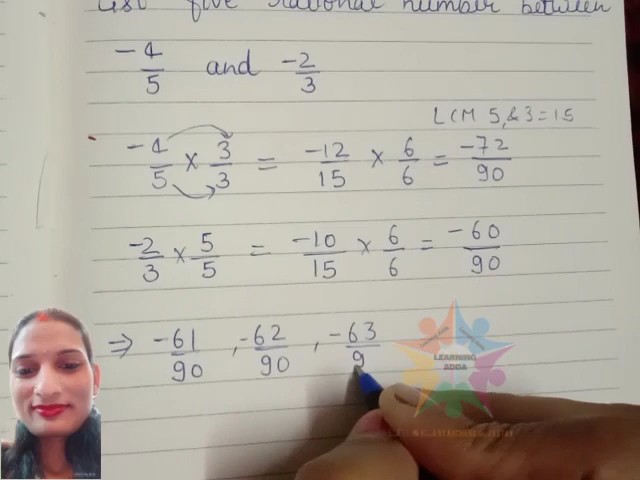 List five rational number between
-4/5 and -2/3
LCM 5,&3=15
-4/5 × 3/3 = -12/15 × 6/6 = -72/90
-2/3 × 5/5 = -10/15 × 6/6 = -60/90
⇒ -61/90, -62/90, -63/9
LEARNING
ADDA